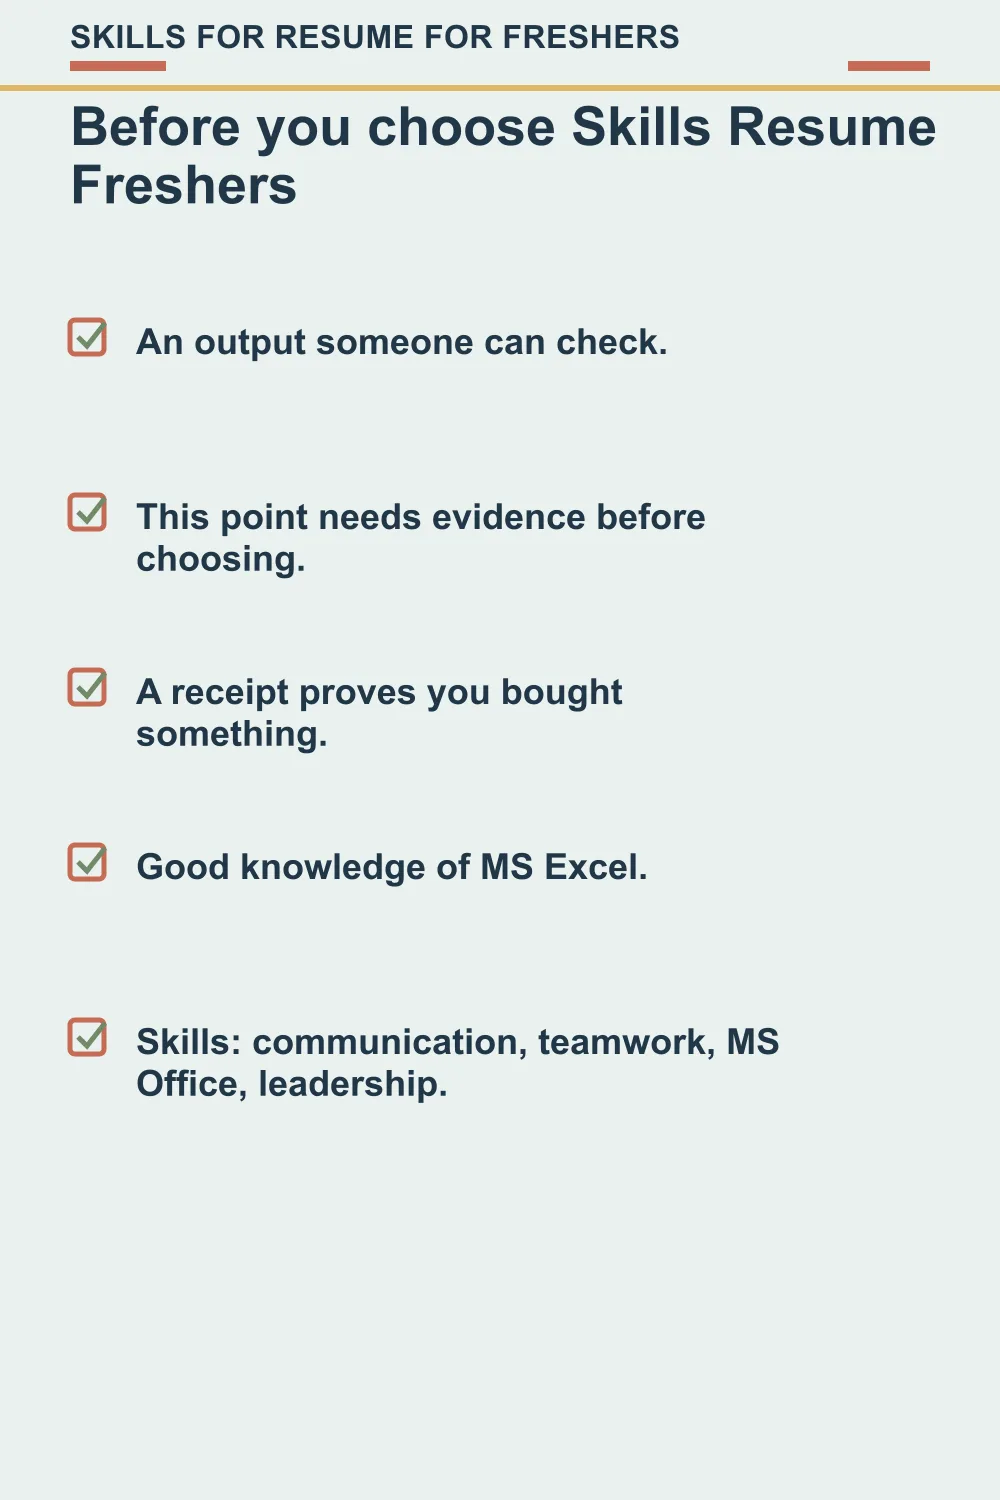 SKILLS FOR RESUME FOR FRESHERS
Before you choose Skills Resume
Freshers
An output someone can check.
This point needs evidence before
choosing.
A receipt proves you bought
something.
Good knowledge of MS Excel.
Skills: communication, teamwork, MS
Office, leadership.